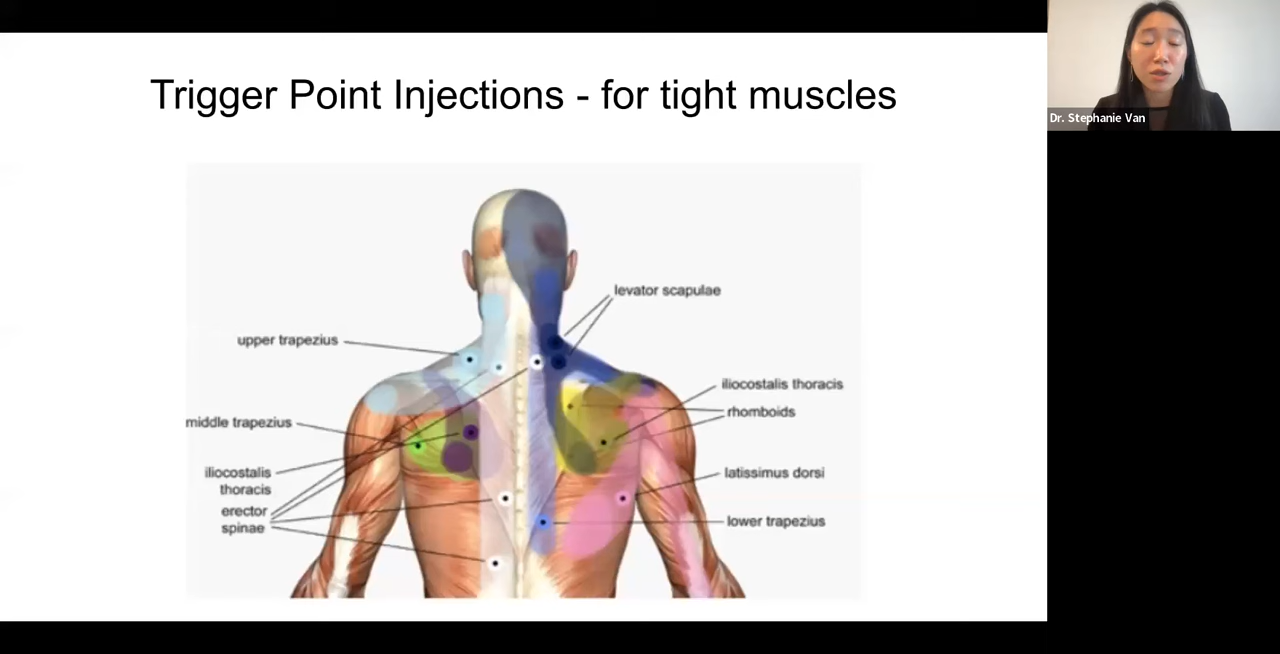 Trigger Point Injections - for tight muscles
Dr. Stephanie Van
levator scapulae
upper trapezius
iliocostalis thoracis
rhomboids
middle trapezius
iliocostalis
thoracis
latissimus dorsi
erector
spinae
lower trapezius